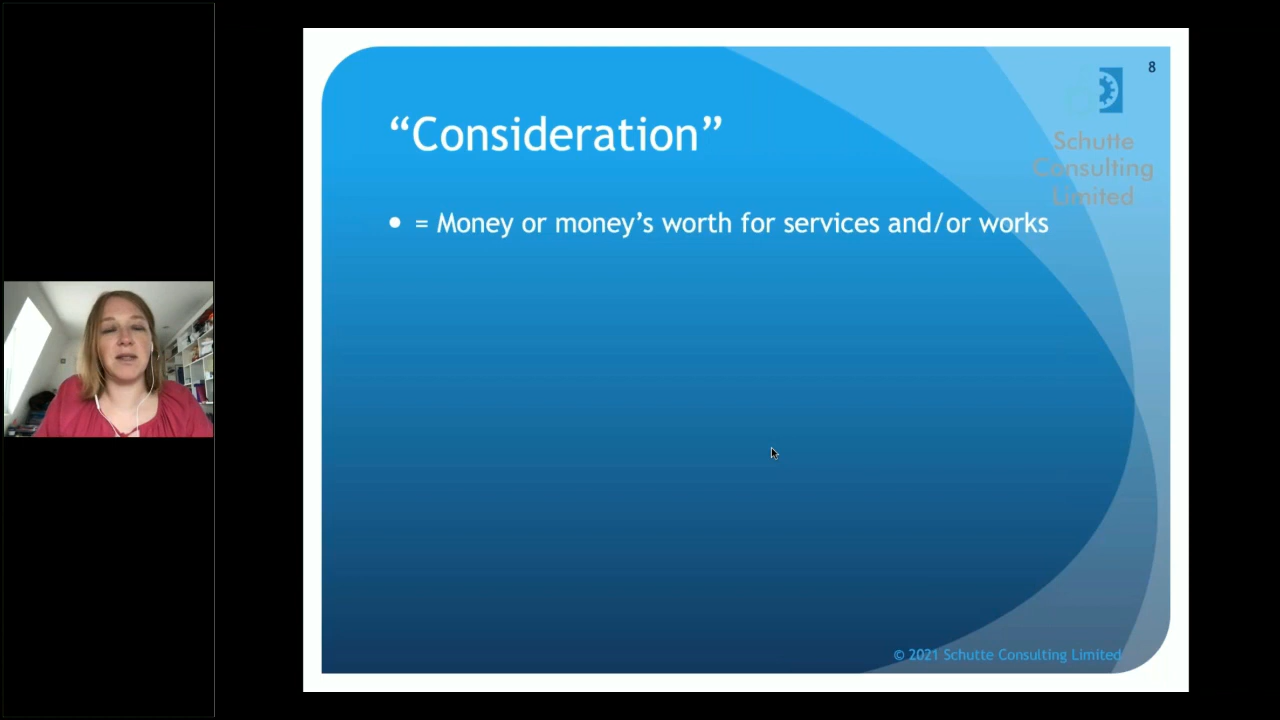 8
Schutte
Consulting
Limited
“Consideration”
• = Money or money’s worth for services and/or works
© 2021 Schutte Consulting Limited